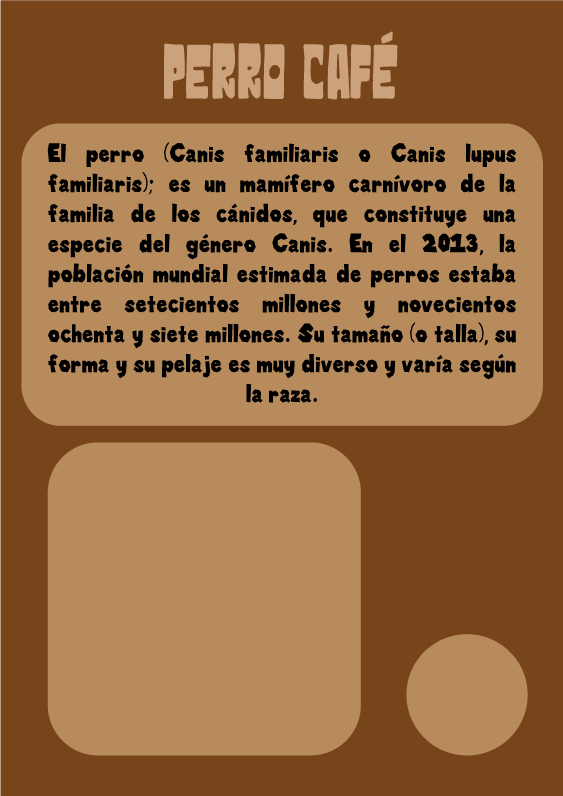 PERRO CAFÉ
El perro (Canis familiaris o Canis lupus
familiaris); es un mamífero carnívoro de la
familia de los cánidos, que constituye una
especie del género Canis. En el 2013, la
población mundial estimada de perros estaba
entre setecientos millones y novecientos
ochenta y siete millones. Su tamaño (o talla), su
forma y su pelaje es muy diverso y varía según
la raza.